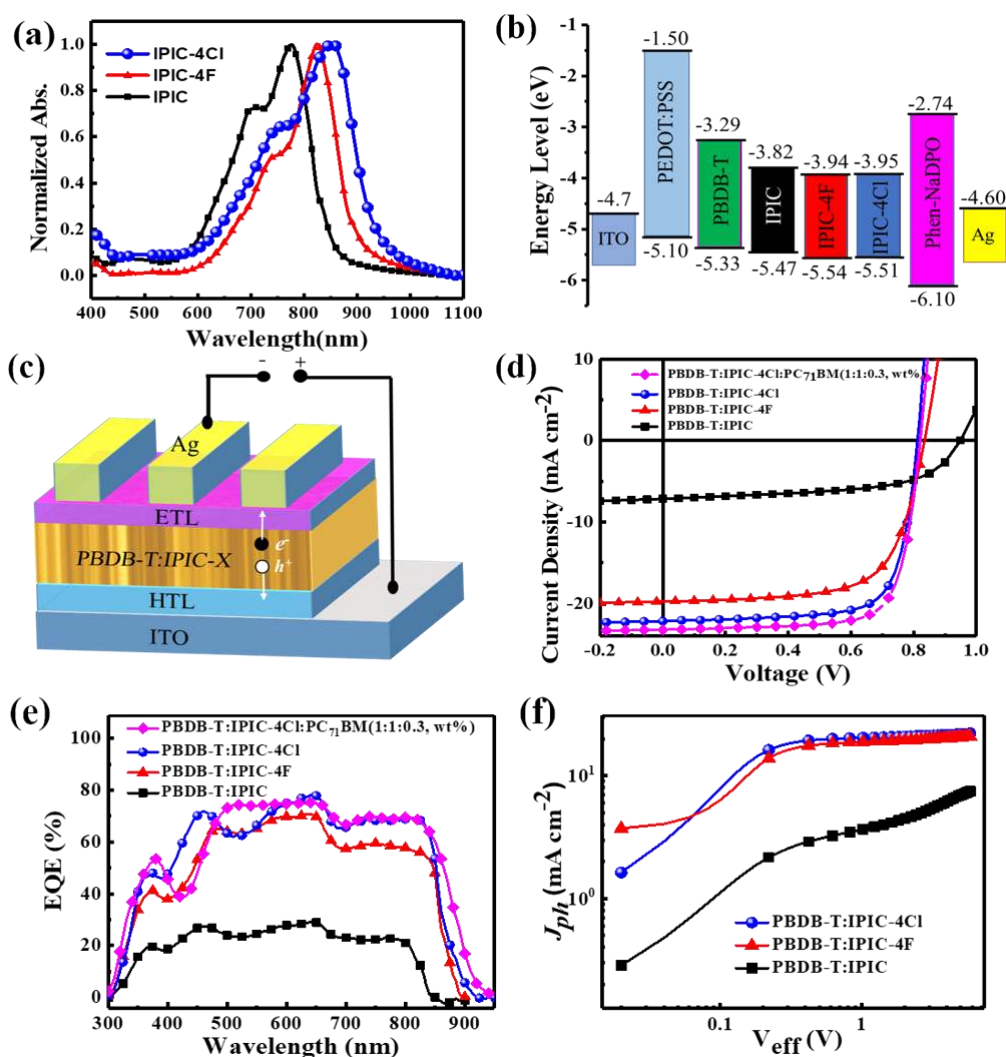 (a)
IPIC-4Cl
IPIC-4F
IPIC
Normalized Abs.
1.0
0.8
0.6
0.4
0.2
0.0
400 500 600 700 800 900 1000 1100
Wavelength(nm)
(b)
Energy Level (eV)
-1
-2
-3
-4
-5
-6
-4.7
ITO
-1.50
PEDOT:PSS
-5.10
-3.29
PBDB-T
-5.33
-3.82
IPIC
-5.47
-3.94
IPIC-4F
-5.54
-3.95
IPIC-4Cl
-5.51
-2.74
Phen-NaDPO
-6.10
-4.60
Ag
(c)
- +
Ag
ETL
PBDB-T:IPIC-X
e-
h+
HTL
ITO
(d)
PBDB-T:IPIC-4Cl:PC71BM(1:1:0.3, wt%)
PBDB-T:IPIC-4Cl
PBDB-T:IPIC-4F
PBDB-T:IPIC
Current Density (mA cm−2)
10
0
-10
-20
-0.2 0.0 0.2 0.4 0.6 0.8 1.0
Voltage (V)
(e)
PBDB-T:IPIC-4Cl:PC71BM(1:1:0.3, wt%)
PBDB-T:IPIC-4Cl
PBDB-T:IPIC-4F
PBDB-T:IPIC
EQE (%)
100
80
60
40
20
0
300 400 500 600 700 800 900
Wavelength (nm)
(f)
Jph (mA cm−2)
10^1
10^0
PBDB-T:IPIC-4Cl
PBDB-T:IPIC-4F
PBDB-T:IPIC
0.1 1
Veff (V)